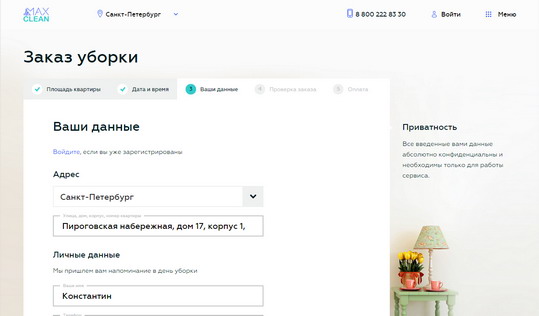 MAX
CLEAN
Санкт-Петербург
8 800 222 83 30
Войти
Меню
Заказ уборки
Площадь квартиры
Дата и время
3 Ваши данные
4 Проверка заказа
5 Оплата
Ваши данные
Войдите, если вы уже зарегистрированы
Адрес
Санкт-Петербург
Улица, дом, корпус, номер квартиры
Пироговская набережная, дом 17, корпус 1,
Личные данные
Мы пришлем вам напоминание в день уборки
Ваше имя
Константин
Телефон
Приватность
Все введенные вами данные
абсолютно конфиденциальны и
необходимы только для работы
сервиса.